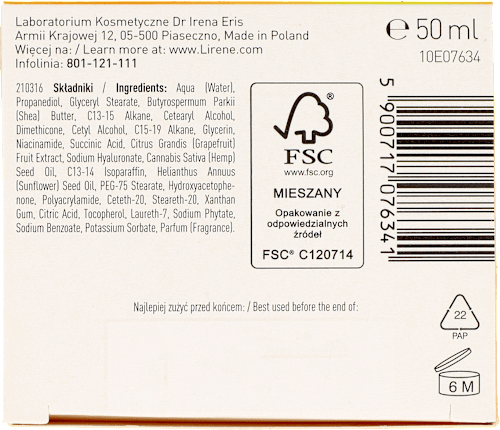 Laboratorium Kosmetyczne Dr Irena Eris
Armii Krajowej 12, 05-500 Piaseczno, Made in Poland
Więcej na: / Learn more at: www.Lirene.com
Infolinia: 801-121-111
e 50 ml
10E07634
210316 Składniki / Ingredients: Aqua (Water),
Propanediol, Glyceryl Stearate, Butyrospermum Parkii
(Shea) Butter, C13-15 Alkane, Cetearyl Alcohol,
Dimethicone, Cetyl Alcohol, C15-19 Alkane, Glycerin,
Niacinamide, Succinic Acid, Citrus Grandis (Grapefruit)
Fruit Extract, Sodium Hyaluronate, Cannabis Sativa (Hemp)
Seed Oil, C13-14 Isoparaffin, Helianthus Annuus
(Sunflower) Seed Oil, PEG-75 Stearate, Hydroxyacetophe-
none, Polyacrylamide, Ceteth-20, Steareth-20, Xanthan
Gum, Citric Acid, Tocopherol, Laureth-7, Sodium Phytate,
Sodium Benzoate, Potassium Sorbate, Parfum (Fragrance).
FSC
www.fsc.org
MIESZANY
Opakowanie z
odpowiedzialnych
źródeł
FSC® C120714
5 900717 076341
Najlepiej zużyć przed końcem: / Best used before the end of:
22
PAP
6 M